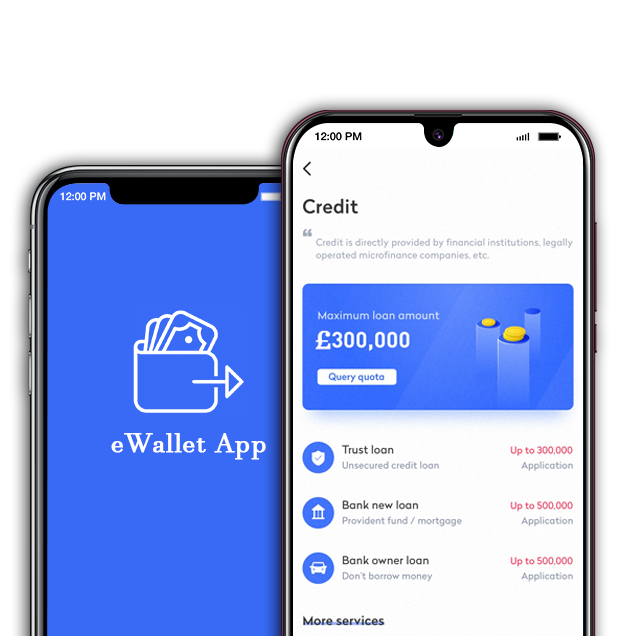 12:00 PM
eWallet App
12:00 PM
Credit
“
Credit is directly provided by financial institutions, legally
operated microfinance companies, etc.
Maximum loan amount
£300,000
Query quota
Trust loan
Up to 300,000
Unsecured credit loan
Application
Bank new loan
Up to 500,000
Provident fund / mortgage
Application
Bank owner loan
Up to 500,000
Don't borrow money
Application
More services